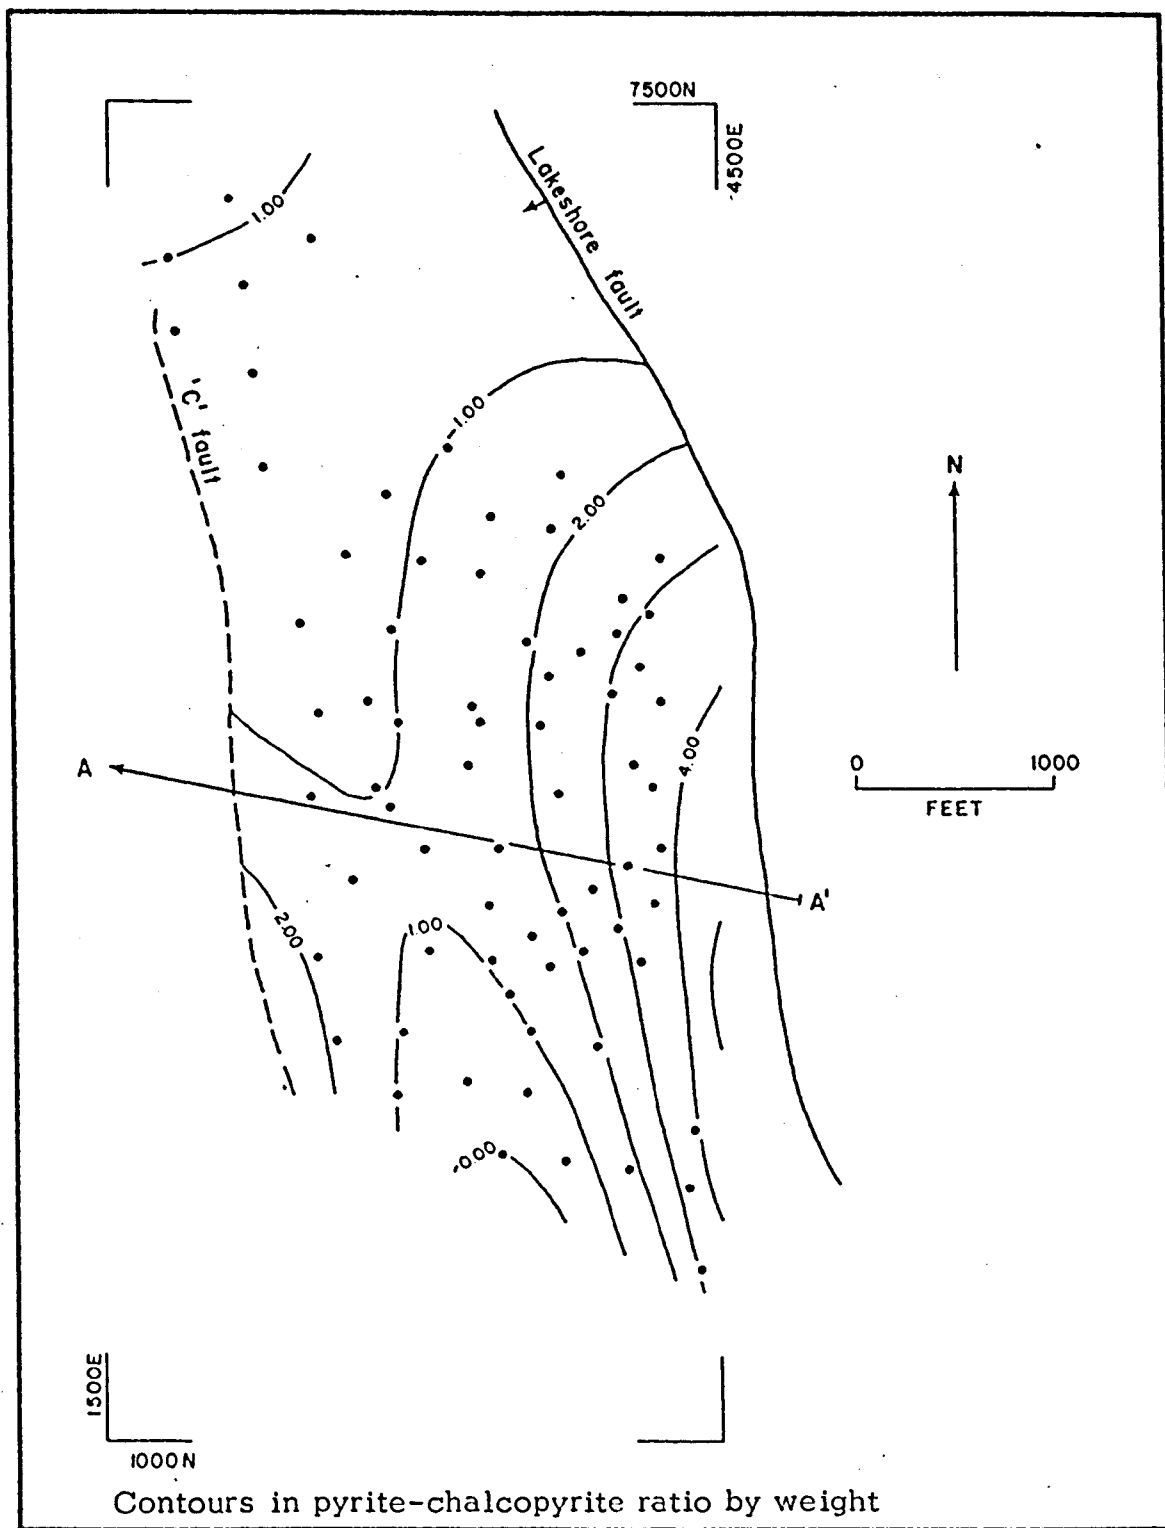 7500N
4500E
1.00
Lakeshore fault
'C' fault
1.00
2.00
N
A
4.00
0 1000
FEET
A'
2.00
1.00
0.00
1500E
1000N
Contours in pyrite-chalcopyrite ratio by weight